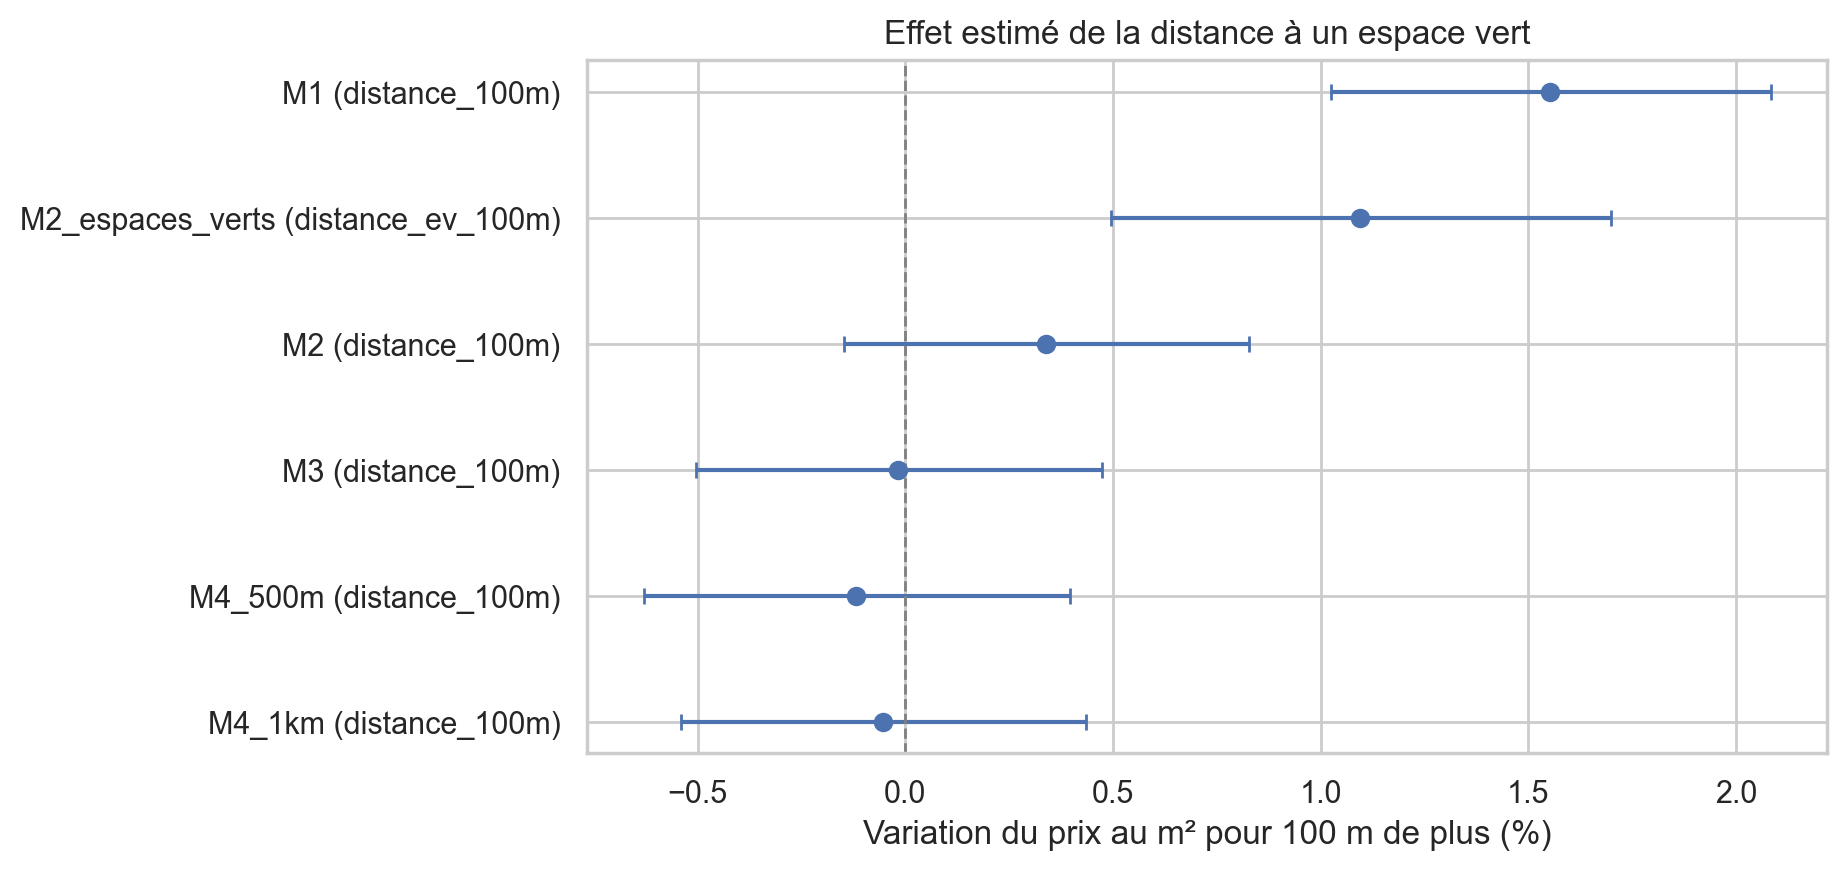 Effet estimé de la distance à un espace vert
M1 (distance_100m)
M2_espaces_verts (distance_ev_100m)
M2 (distance_100m)
M3 (distance_100m)
M4_500m (distance_100m)
M4_1km (distance_100m)
−0.5 0.0 0.5 1.0 1.5 2.0
Variation du prix au m² pour 100 m de plus (%)